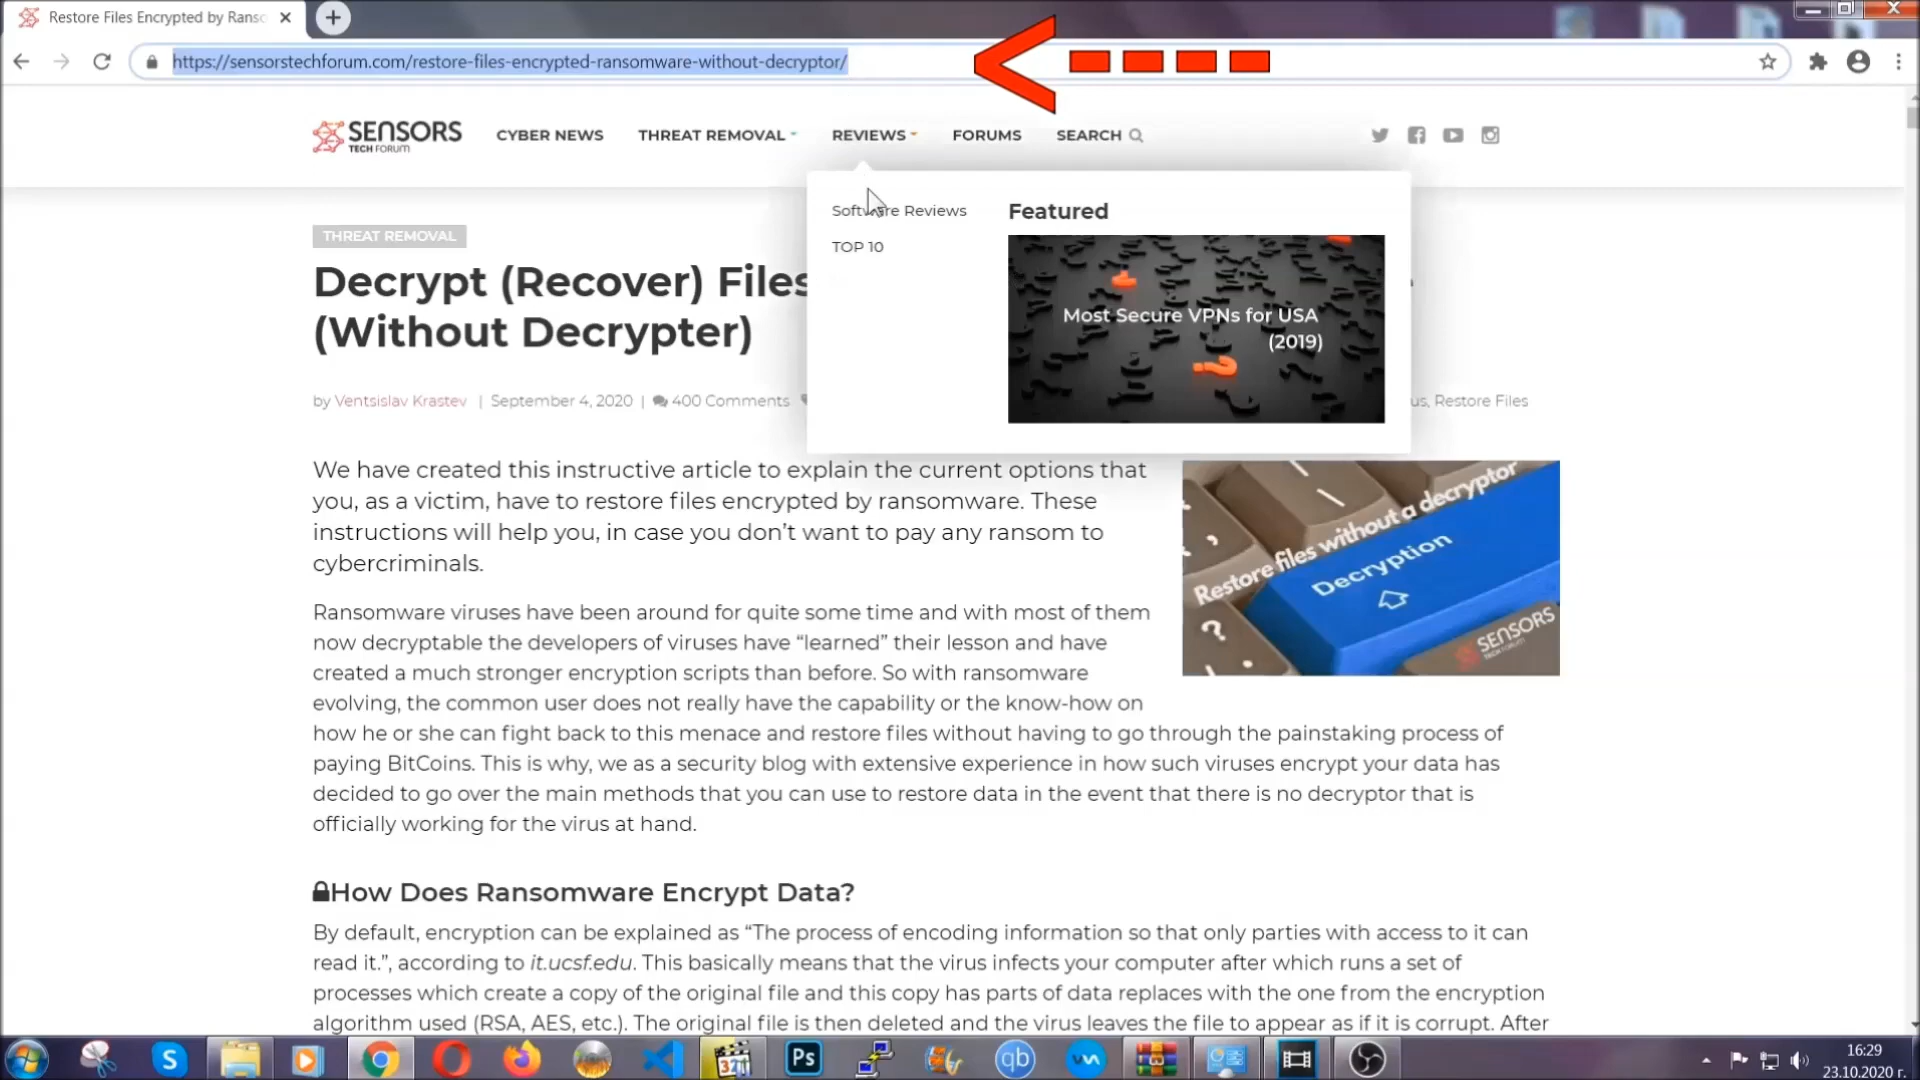 Restore Files Encrypted by Ranso
https://sensorstechforum.com/restore-files-encrypted-ransomware-without-decryptor/
SENSORS
TECH FORUM
CYBER NEWS
THREAT REMOVAL
REVIEWS
FORUMS
SEARCH
Software Reviews
TOP 10
Featured
Most Secure VPNs for USA
(2019)
THREAT REMOVAL
Decrypt (Recover) Files
(Without Decrypter)
by Ventsislav Krastev | September 4, 2020 | 400 Comments
us, Restore Files
We have created this instructive article to explain the current options that
you, as a victim, have to restore files encrypted by ransomware. These
instructions will help you, in case you don’t want to pay any ransom to
cybercriminals.
Restore files without a decryptor
Decryption
SENSORS
Ransomware viruses have been around for quite some time and with most of them
now decryptable the developers of viruses have “learned” their lesson and have
created a much stronger encryption scripts than before. So with ransomware
evolving, the common user does not really have the capability or the know-how on
how he or she can fight back to this menace and restore files without having to go through the painstaking process of
paying BitCoins. This is why, we as a security blog with extensive experience in how such viruses encrypt your data has
decided to go over the main methods that you can use to restore data in the event that there is no decryptor that is
officially working for the virus at hand.
How Does Ransomware Encrypt Data?
By default, encryption can be explained as “The process of encoding information so that only parties with access to it can
read it.”, according to it.ucsf.edu. This basically means that the virus infects your computer after which runs a set of
processes which create a copy of the original file and this copy has parts of data replaces with the one from the encryption
algorithm used (RSA, AES, etc.). The original file is then deleted and the virus leaves the file to appear as if it is corrupt. After
S
321
Ps
qb
16:29
23.10.2020 г.